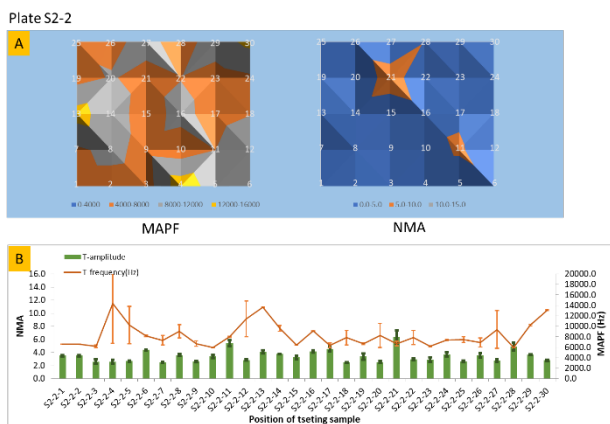 Plate S2-2
A
25 26 27 28 29 30 25 26 27 28 29 30
19 20 21 22 23 24 19 20 21 22 23 24
13 14 15 16 17 18 13 14 15 16 17 18
7 8 9 10 11 12 7 8 9 10 11 12
1 2 3 4 5 6 1 2 3 4 5 6
0-4000 4000-8000 8000-12000 12000-16000 0.0-5.0 5.0-10.0 10.0-15.0
MAPF NMA
B
T-amplitude
T frequency(Hz)
NMA
16.0
14.0
12.0
10.0
8.0
6.0
4.0
2.0
0.0
20000.0
18000.0
16000.0
14000.0
12000.0
10000.0
8000.0
6000.0
4000.0
2000.0
0.0
MAPF (Hz)
S2-2-1 S2-2-2 S2-2-3 S2-2-4 S2-2-5 S2-2-6 S2-2-7 S2-2-8 S2-2-9 S2-2-10 S2-2-11 S2-2-12 S2-2-13 S2-2-14 S2-2-15 S2-2-16 S2-2-17 S2-2-18 S2-2-19 S2-2-20 S2-2-21 S2-2-22 S2-2-23 S2-2-24 S2-2-25 S2-2-26 S2-2-27 S2-2-28 S2-2-29 S2-2-30
Position of tseting sample